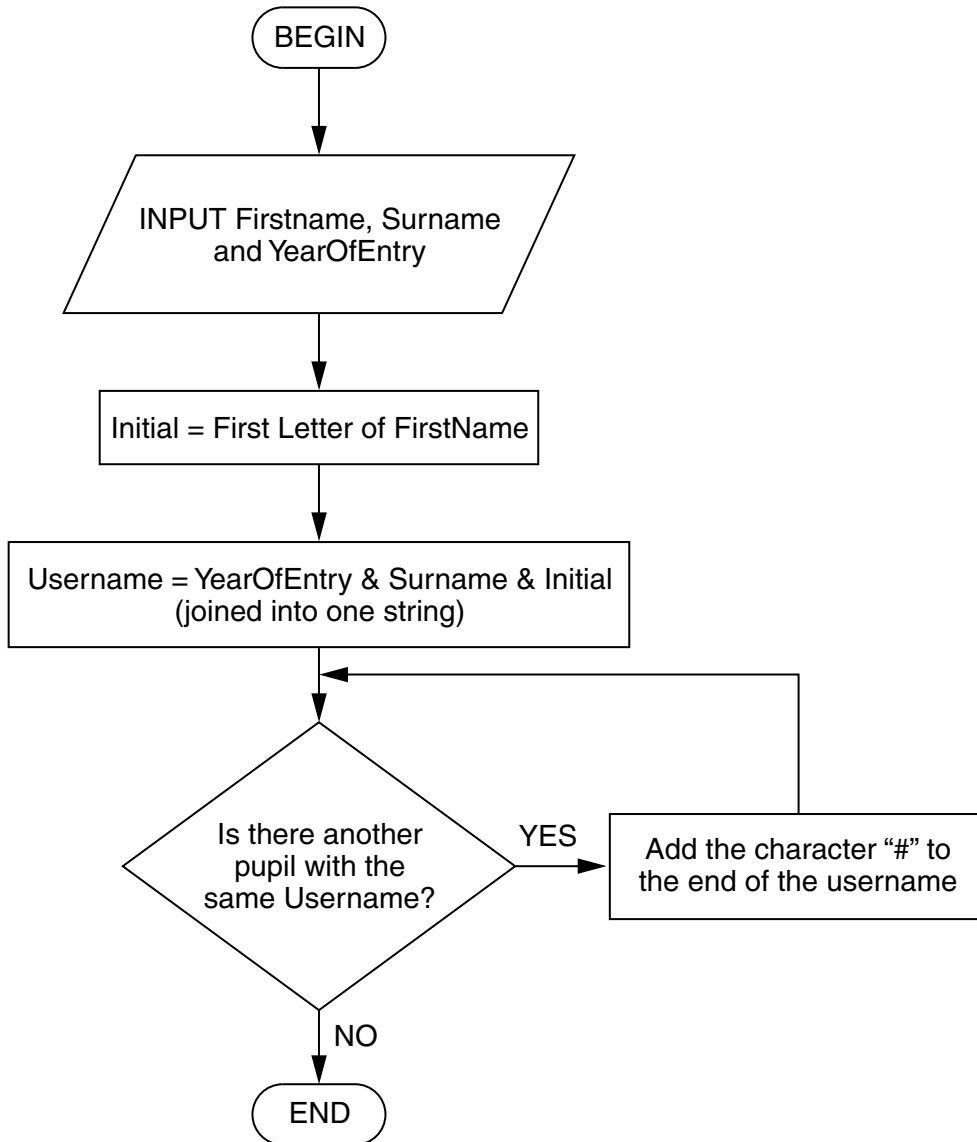 BEGIN
INPUT Firstname, Surname
and YearOfEntry
Initial = First Letter of FirstName
Username = YearOfEntry & Surname & Initial
(joined into one string)
Is there another
pupil with the
same Username?
YES
Add the character “#” to
the end of the username
NO
END